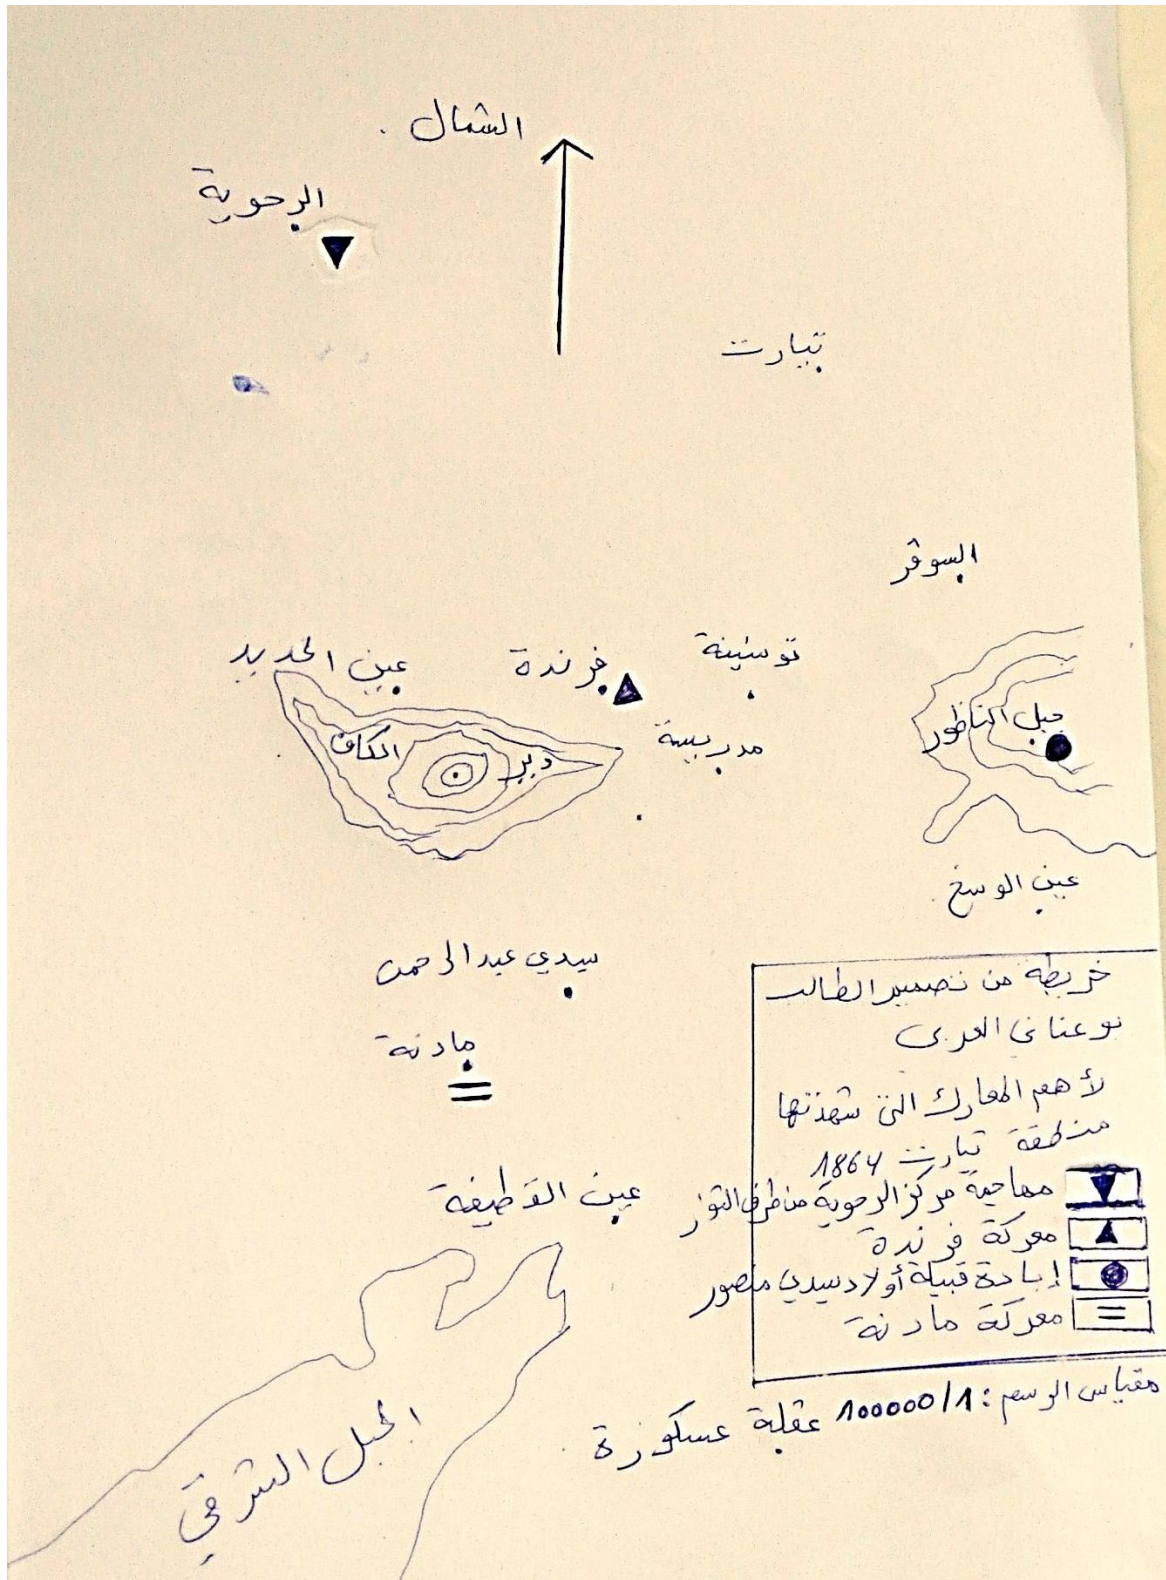 الشمال
الرحوية
تيارت
السوقر
توسنينة
فرندة
عين الحديد
مدريسة
جبل الناظور
دير الكاف
عين الوسخ
سيدي عبد الرحمن
مادنة
خريطة من تصميم الطالب
بوعناني العربي
لأهم المعارك التي شهدتها
منطقة تيارت 1864
مهاجمة مركز الرحوية من طرف الثوار
معركة فرندة
إبادة قبيلة أولاد سيدي منصور
معركة مادنة
عين القطيفة
مقياس الرسم: 1/100000
عقلة عسكورة
الجبل الشرقي